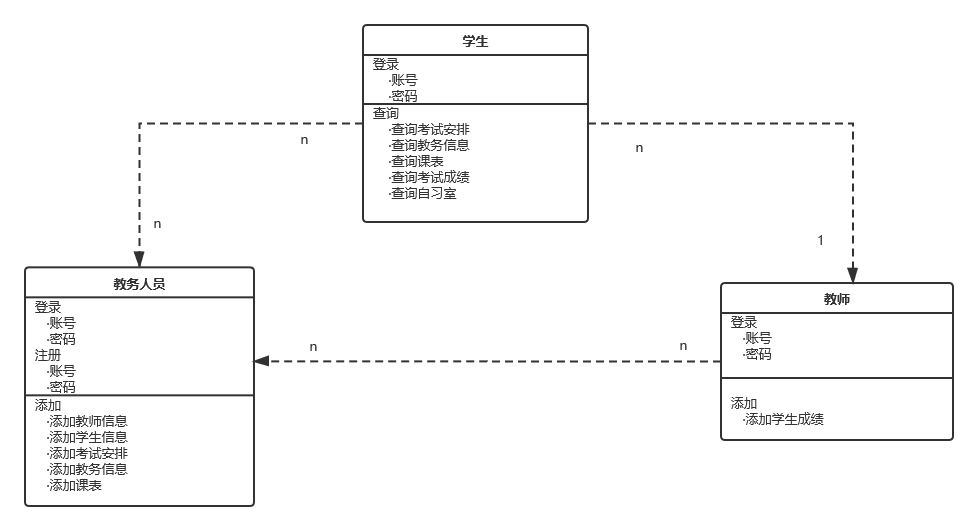 学生
登录
·账号
·密码
查询
·查询考试安排
·查询教务信息
·查询课表
·查询考试成绩
·查询自习室
n
n
n
1
教务人员
登录
·账号
·密码
注册
·账号
·密码
添加
·添加教师信息
·添加学生信息
·添加考试安排
·添加教务信息
·添加课表
n
n
教师
登录
·账号
·密码
添加
·添加学生成绩